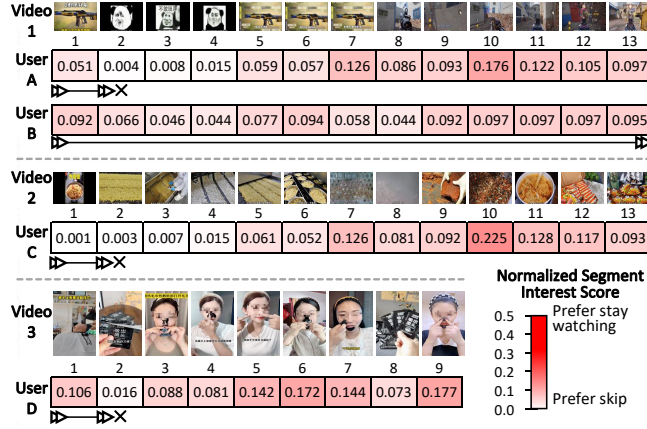 Video 1
1 2 3 4 5 6 7 8 9 10 11 12 13
User A 0.051 0.004 0.008 0.015 0.059 0.057 0.126 0.086 0.093 0.176 0.122 0.105 0.097
User B 0.092 0.066 0.046 0.044 0.077 0.094 0.058 0.044 0.092 0.097 0.097 0.097 0.095
Video 2
1 2 3 4 5 6 7 8 9 10 11 12 13
User C 0.001 0.003 0.007 0.015 0.061 0.052 0.126 0.081 0.092 0.225 0.128 0.117 0.093
Video 3
1 2 3 4 5 6 7 8 9
User D 0.106 0.016 0.088 0.081 0.142 0.172 0.144 0.073 0.177
Normalized Segment
Interest Score
0.5 Prefer stay
watching
0.4
0.3
0.2
0.1
0.0 Prefer skip